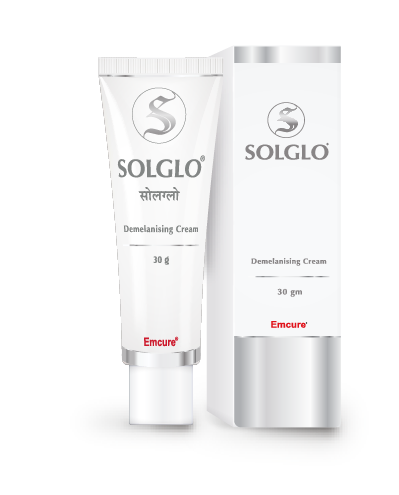 S
SOLGLO®
सोलग्लो
Demelanising Cream
30 g
Emcure®
S
SOLGLO®
Demelanising Cream
30 gm
Emcure®